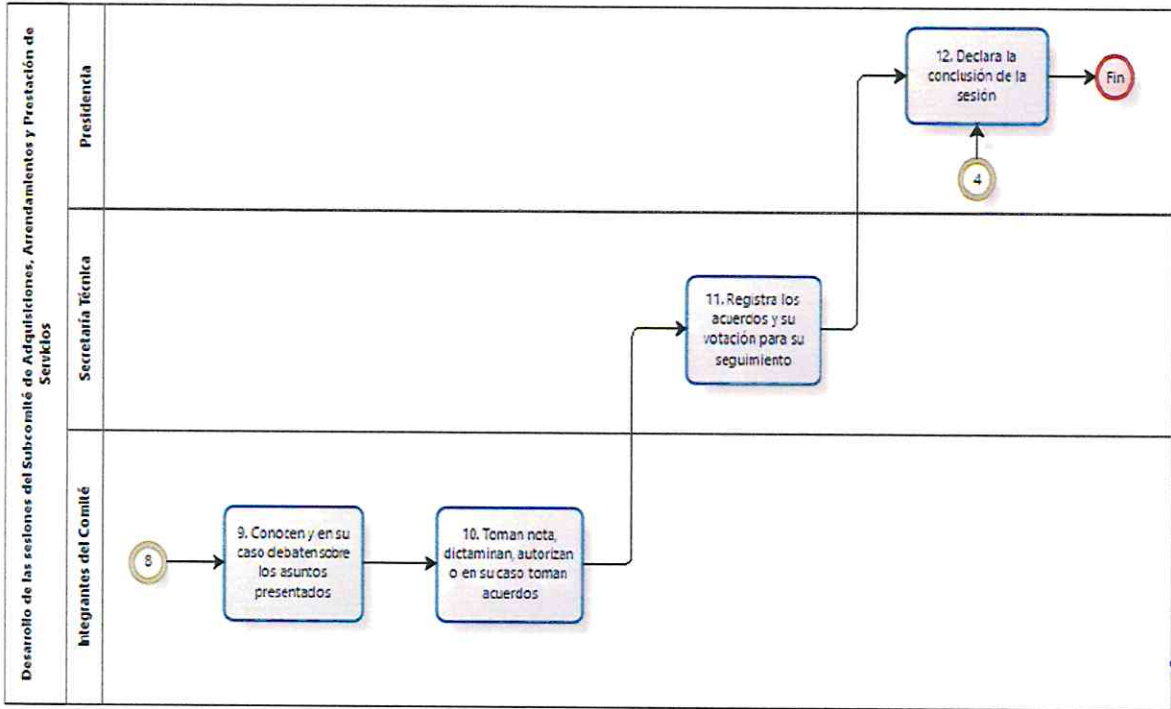 Desarrollo de las sesiones del Subcomité de Adquisiciones, Arrendamientos y Prestación de
Servicios
Presidencia
12. Declara la
conclusión de la
sesión
Fin
4
Secretaría Técnica
11. Registra los
acuerdos y su
votación para su
seguimiento
Integrantes del Comité
8
9. Conocen y en su
caso debaten sobre
los asuntos
presentados
10. Toman nota,
dictaminan, autorizan
o en su caso toman
acuerdos